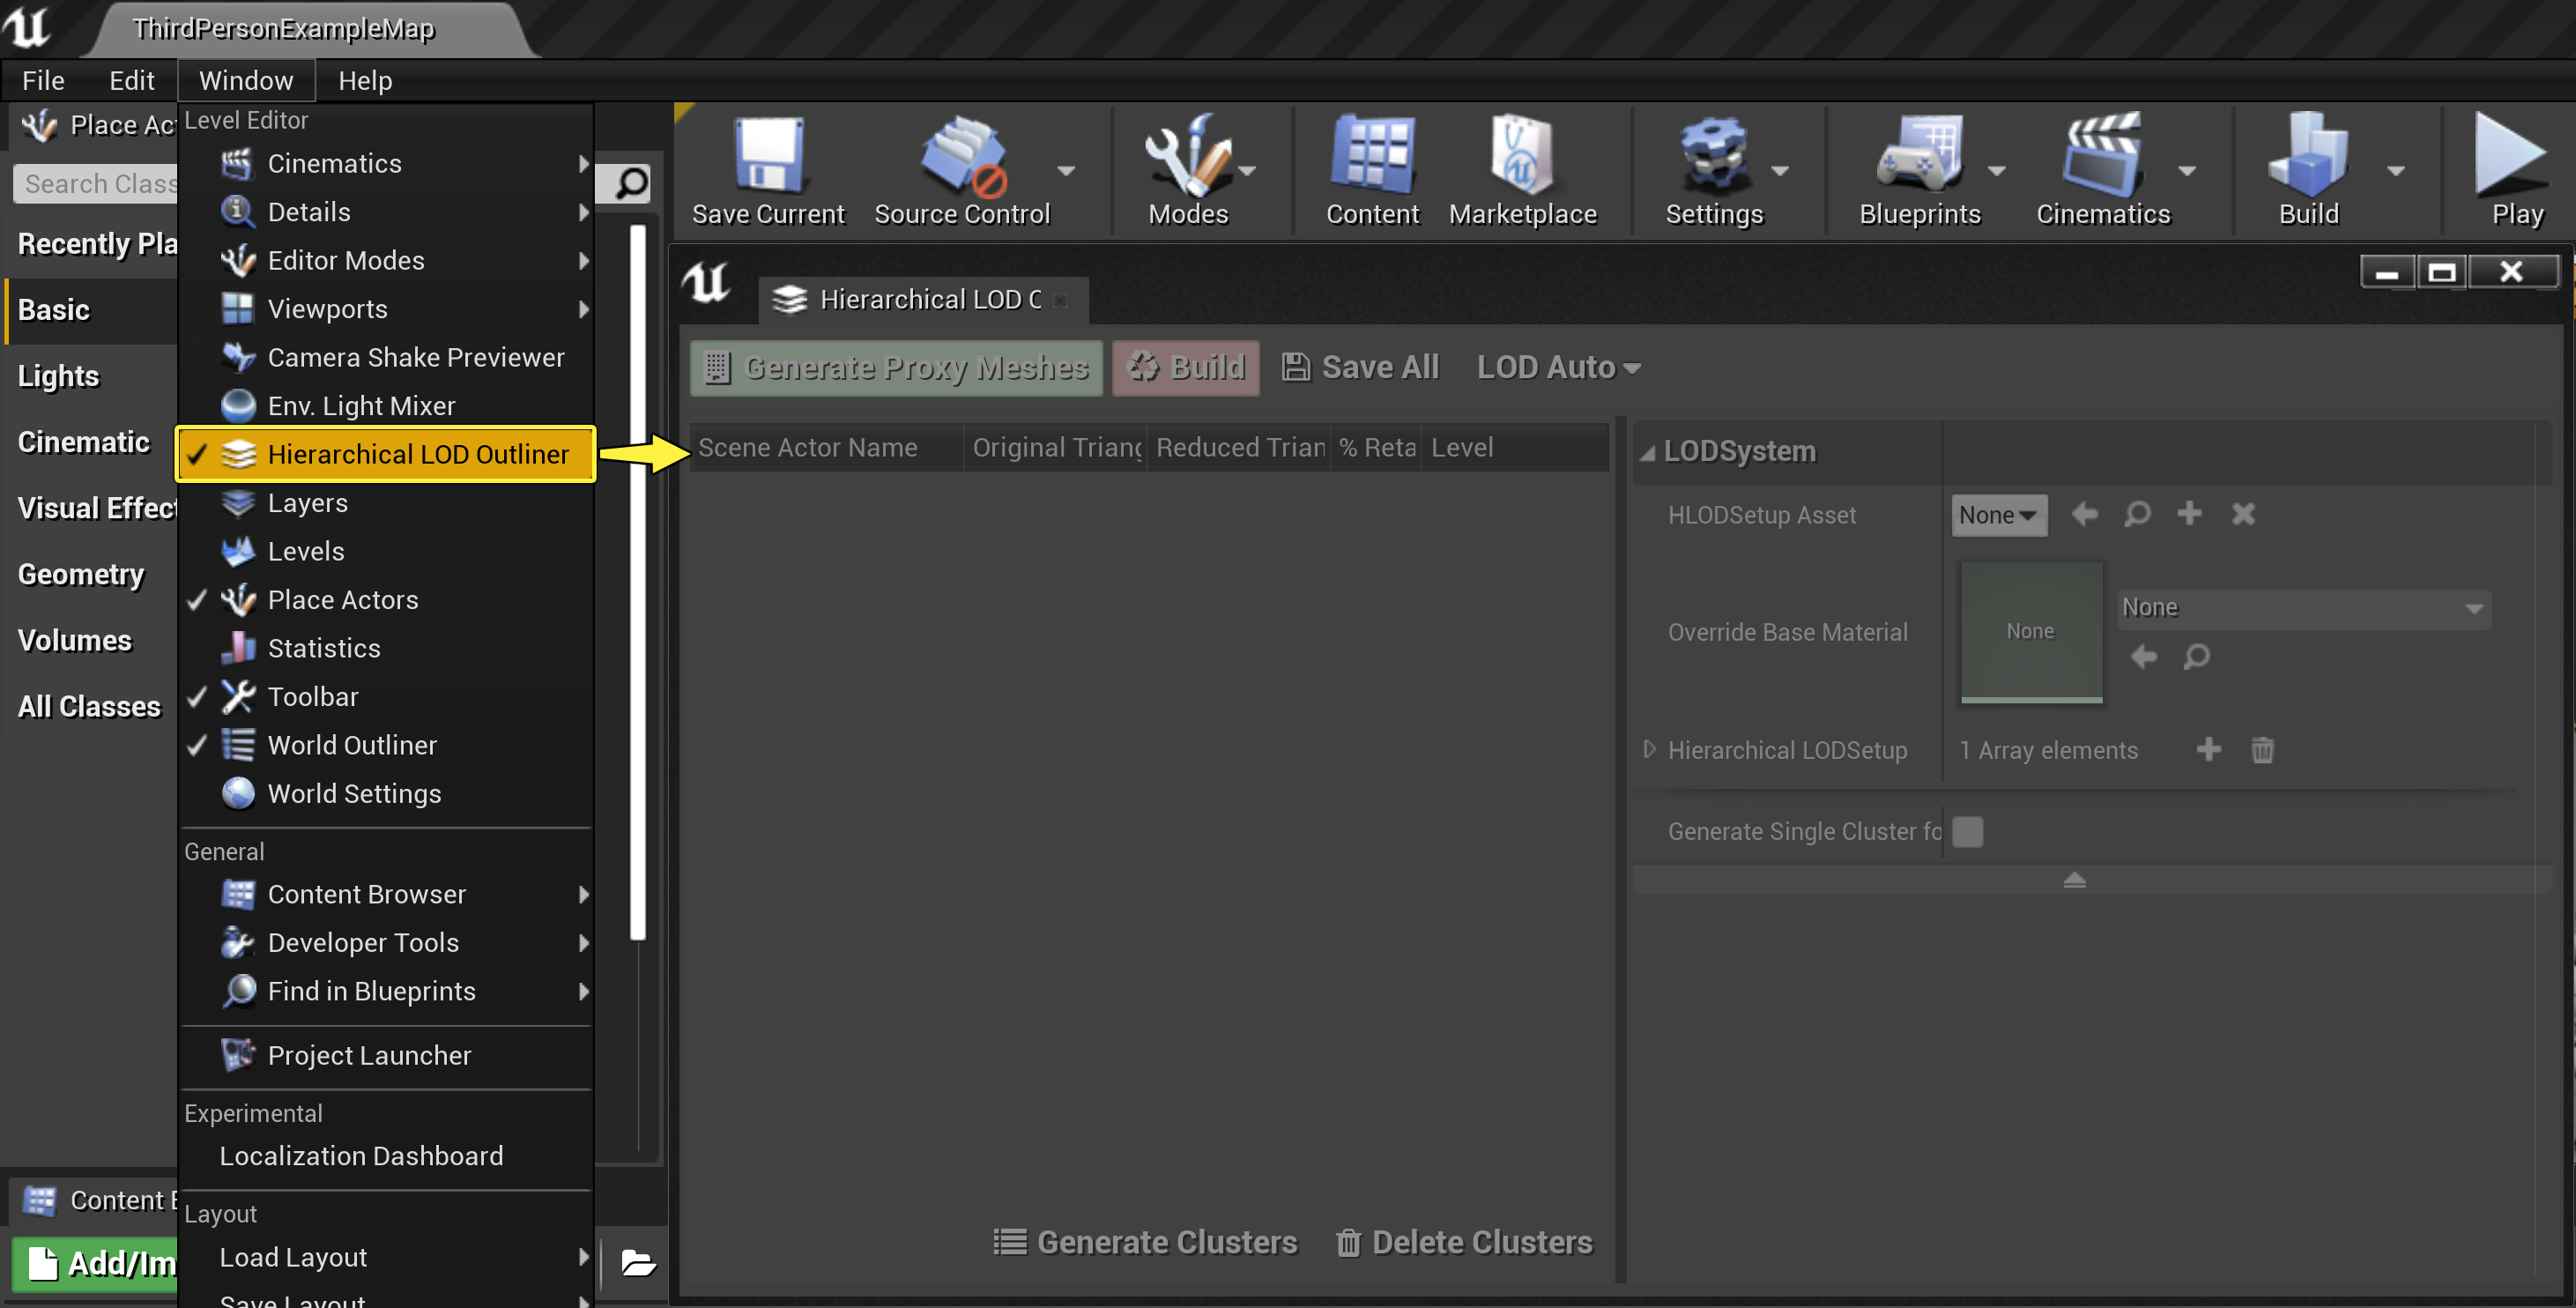 ThirdPersonExampleMap
File Edit Window Help
Place Ac
Search Class
Recently Pla
Basic
Lights
Cinematic
Visual Effect
Geometry
Volumes
All Classes
Content
Add/Im
Level Editor
Cinematics
Details
Editor Modes
Viewports
Camera Shake Previewer
Env. Light Mixer
Hierarchical LOD Outliner
Layers
Levels
Place Actors
Statistics
Toolbar
World Outliner
World Settings
General
Content Browser
Developer Tools
Find in Blueprints
Project Launcher
Experimental
Localization Dashboard
Layout
Load Layout
Save Layout
Save Current Source Control Modes Content Marketplace Settings Blueprints Cinematics Build Play
Hierarchical LOD
Generate Proxy Meshes Build Save All LOD Auto
Scene Actor Name Original Triang Reduced Trian % Reta Level
LODSystem
HLODSetup Asset None
Override Base Material None None
Hierarchical LODSetup 1 Array elements
Generate Single Cluster fo
Generate Clusters Delete Clusters